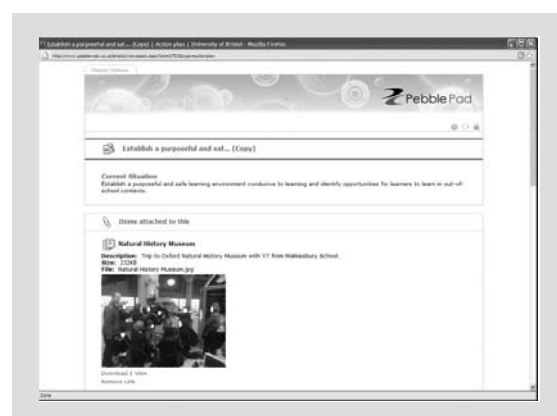 Establish a purposeful and saf... (Copy) | Action plan | University of Bristol - Mozilla Firefox
Display Options
PebblePad
Establish a purposeful and saf... (Copy)
Current Situation
Establish a purposeful and safe learning environment conducive to learning and identify opportunities for learners to learn in out-of-
school contexts.
Items attached to this
Natural History Museum
Description: Trip to Oxford Natural History Museum with Y7 from Malmesbury School.
Size: 232KB
File: Natural History Museum.jpg
Download | View
Remove Link
Done